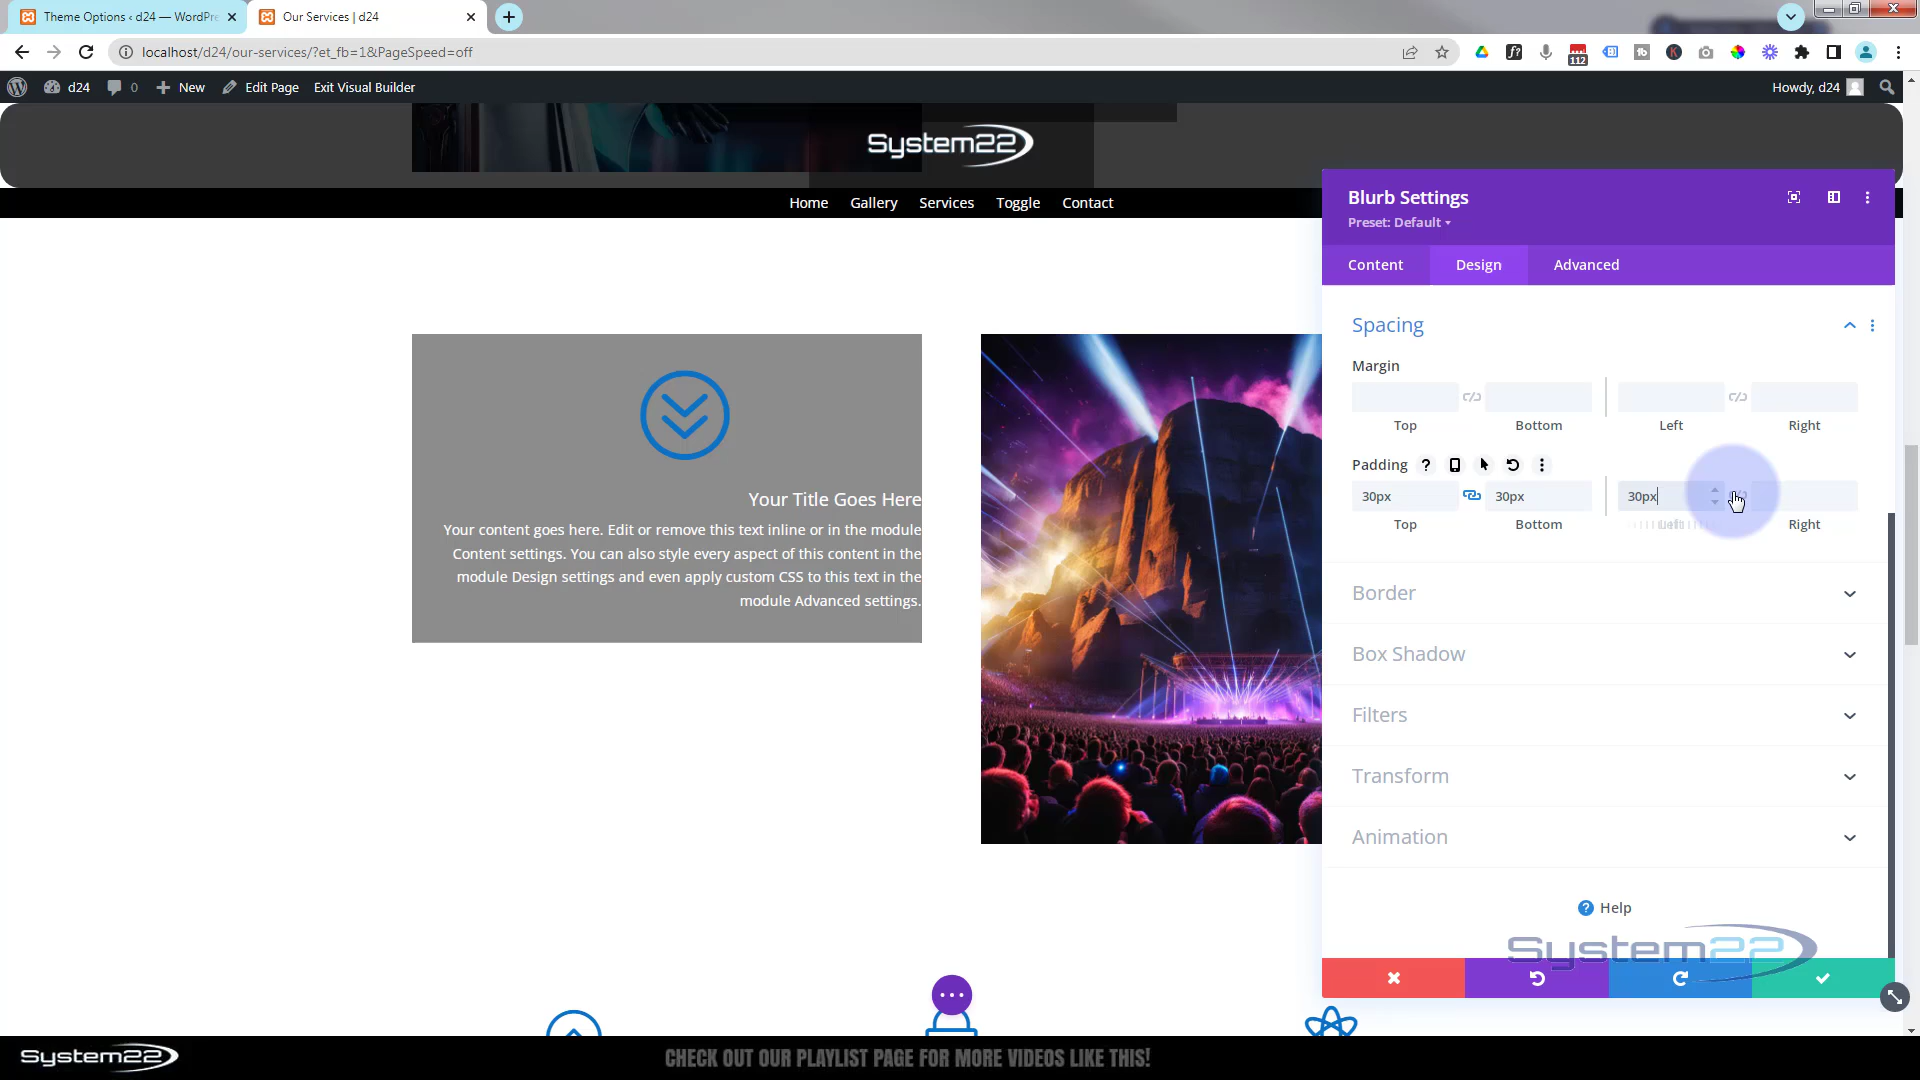 Theme Options ‹ d24 — WordPre
Our Services | d24
localhost/d24/our-services/?et_fb=1&PageSpeed=off
112
d24
0
New
Edit Page
Exit Visual Builder
Howdy, d24
System22
Home
Gallery
Services
Toggle
Contact
Your Title Goes Here
Your content goes here. Edit or remove this text inline or in the module
Content settings. You can also style every aspect of this content in the
module Design settings and even apply custom CSS to this text in the
module Advanced settings.
Blurb Settings
Preset: Default
Content
Design
Advanced
Spacing
Margin
Top
Bottom
Left
Right
Padding
30px
30px
30px
Top
Bottom
Left
Right
Border
Box Shadow
Filters
Transform
Animation
Help
System22
System22
CHECK OUT OUR PLAYLIST PAGE FOR MORE VIDEOS LIKE THIS!